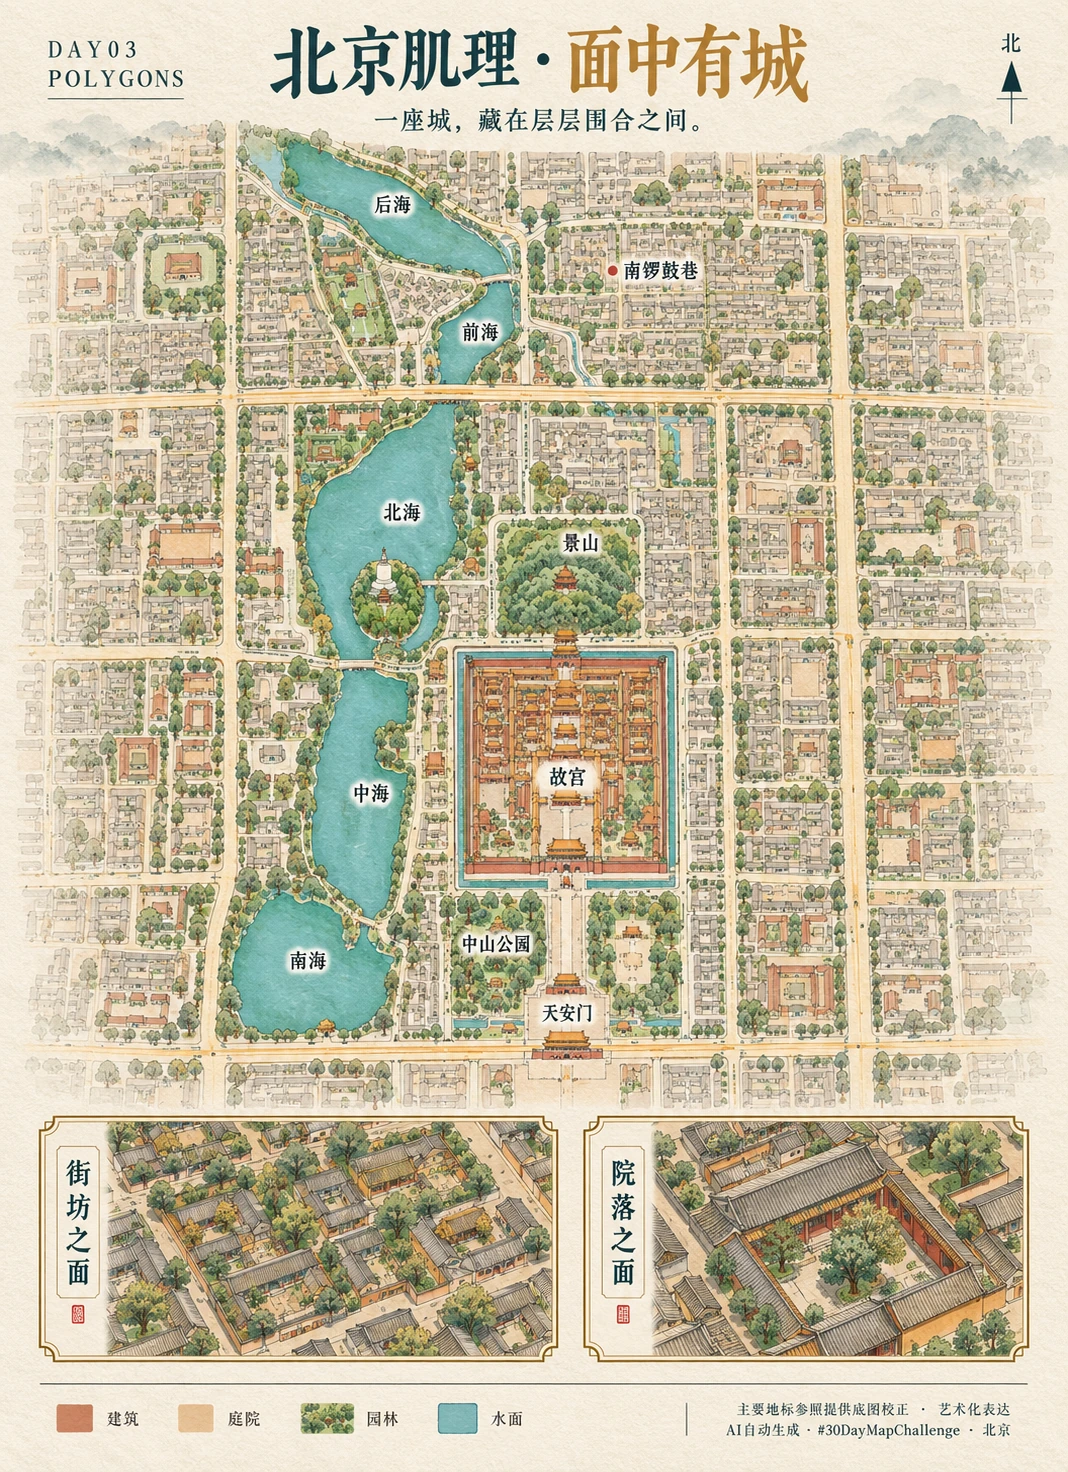 DAY03
POLYGONS
北京肌理·面中有城
一座城，藏在层层围合之间。
北
后海
南锣鼓巷
前海
北海
景山
故宫
中海
中山公园
南海
天安门
街坊之面
院落之面
建筑
庭院
园林
水面
主要地标参照提供底图校正 · 艺术化表达
AI自动生成 · #30DayMapChallenge · 北京